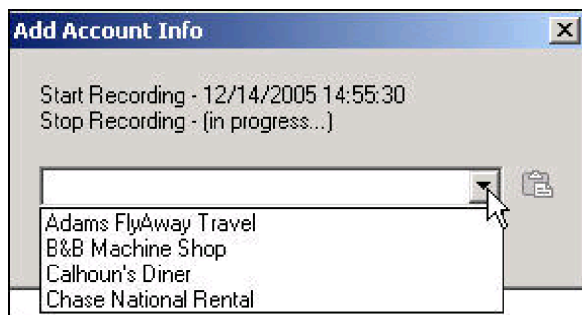 Add Account Info
Start Recording - 12/14/2005 14:55:30
Stop Recording - (in progress...)
Adams FlyAway Travel
B&B Machine Shop
Calhoun's Diner
Chase National Rental